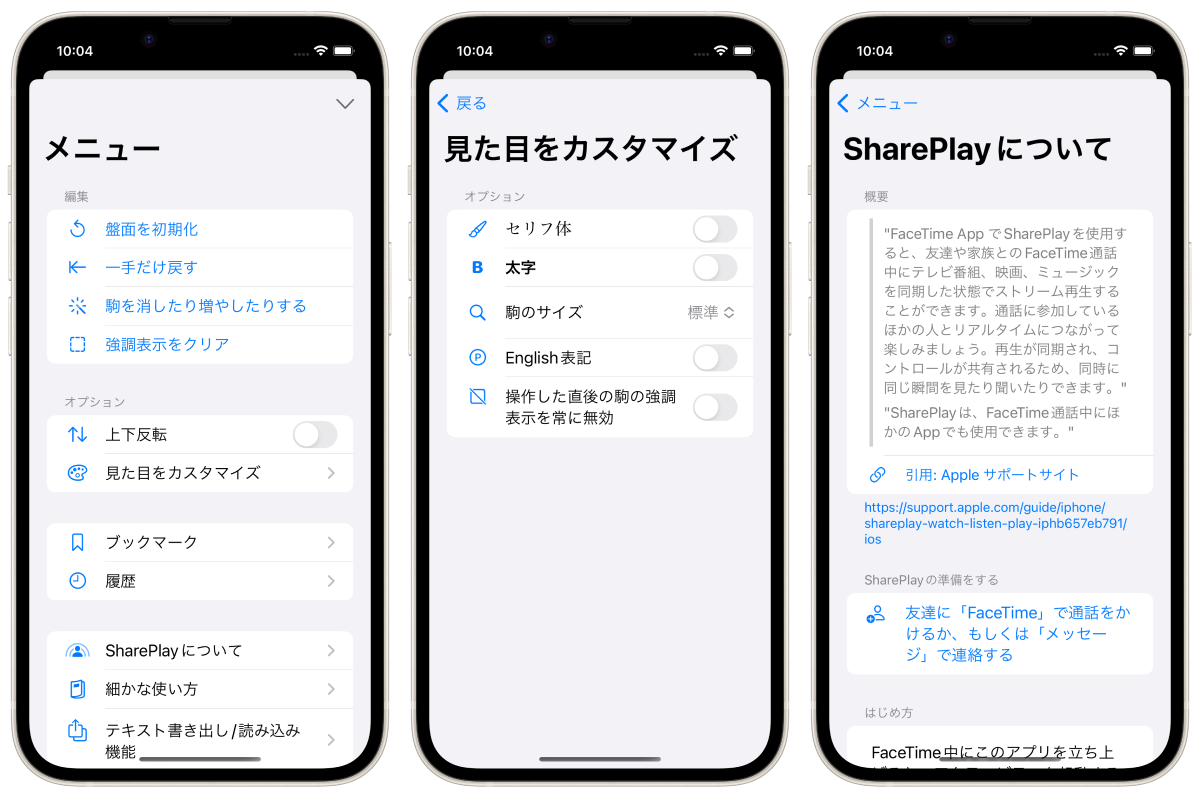 10:04
メニュー
編集
盤面を初期化
一手だけ戻す
駒を消したり増やしたりする
強調表示をクリア
オプション
上下反転
見た目をカスタマイズ
ブックマーク
履歴
SharePlayについて
細かな使い方
テキスト書き出し/読み込み
機能
10:04
戻る
見た目をカスタマイズ
オプション
セリフ体
B 太字
駒のサイズ 標準
P English表記
操作した直後の駒の強調
表示を常に無効
10:04
メニュー
SharePlayについて
概要
"FaceTime App でSharePlayを使用す
ると、友達や家族とのFaceTime通話
中にテレビ番組、映画、ミュージック
を同期した状態でストリーム再生する
ことができます。通話に参加している
ほかの人とリアルタイムにつながって
楽しみましょう。再生が同期され、コ
ントロールが共有されるため、同時に
同じ瞬間を見たり聞いたりできます。"
"SharePlayは、FaceTime通話中にほ
かのAppでも使用できます。"
引用: Apple サポートサイト
https://support.apple.com/guide/iphone/
shareplay-watch-listen-play-iphb657eb791/
ios
SharePlayの準備をする
友達に「FaceTime」で通話をか
けるか、もしくは「メッセー
ジ」で連絡する
はじめ方
FaceTime中にこのアプリを立ち上